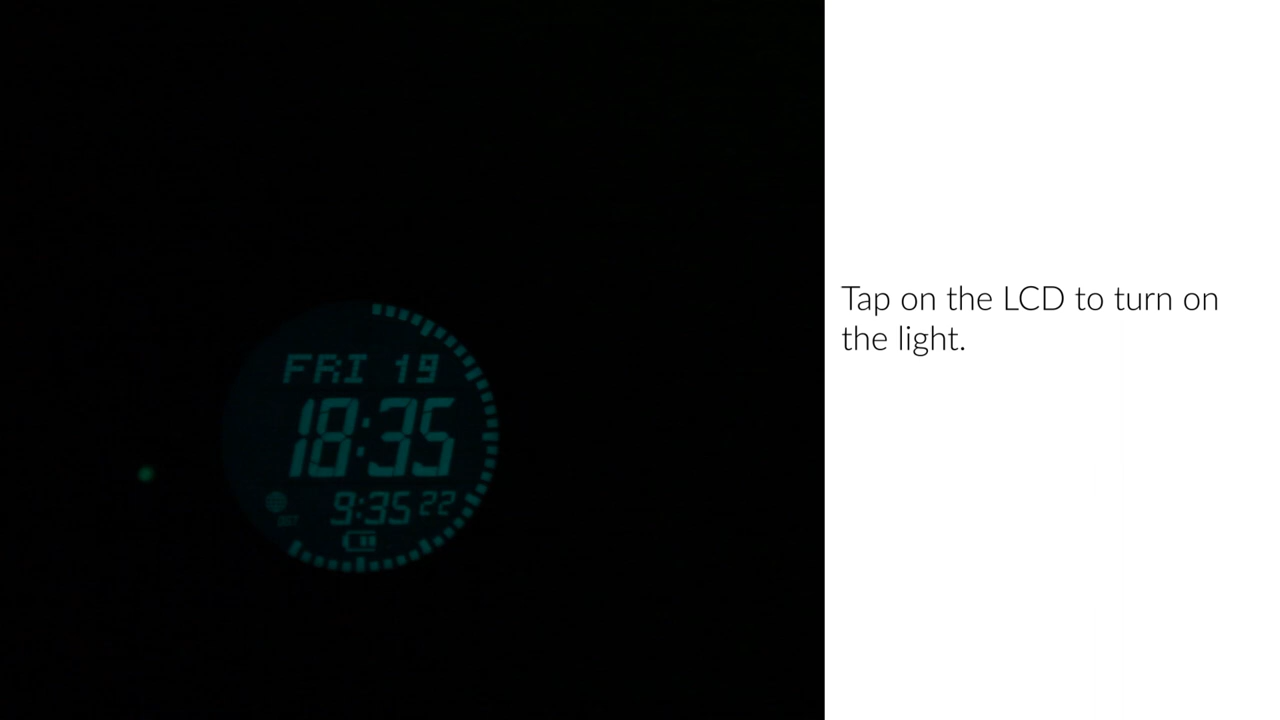 FRI 19
18:35
9:35 22
Tap on the LCD to turn on
the light.